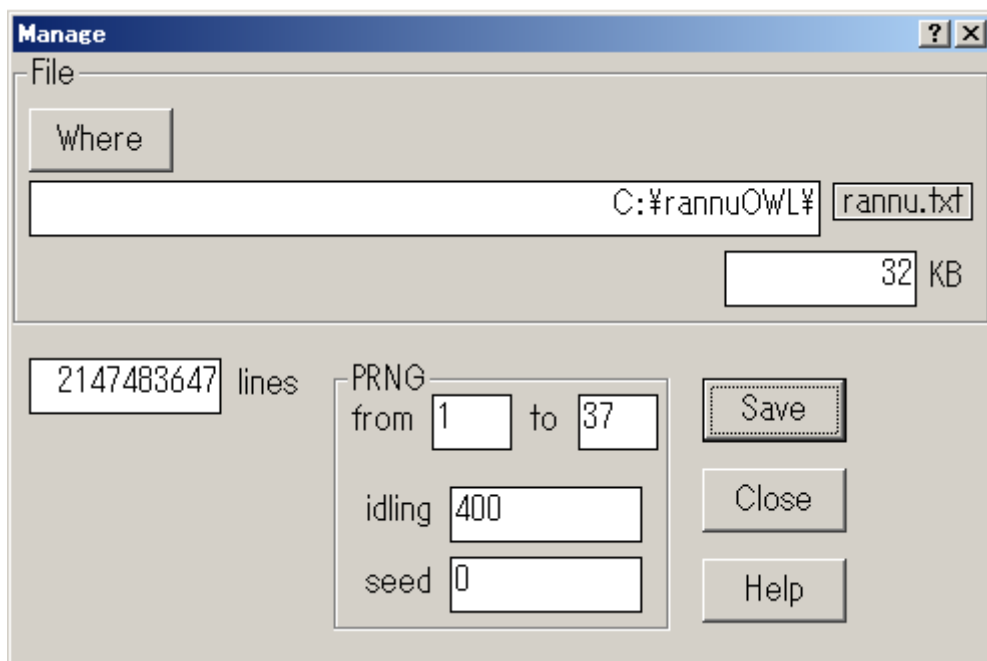 Manage
File
Where
C:¥rannuOWL¥ rannu.txt
32 KB
2147483647 lines
PRNG
from 1 to 37
idling 400
seed 0
Save
Close
Help